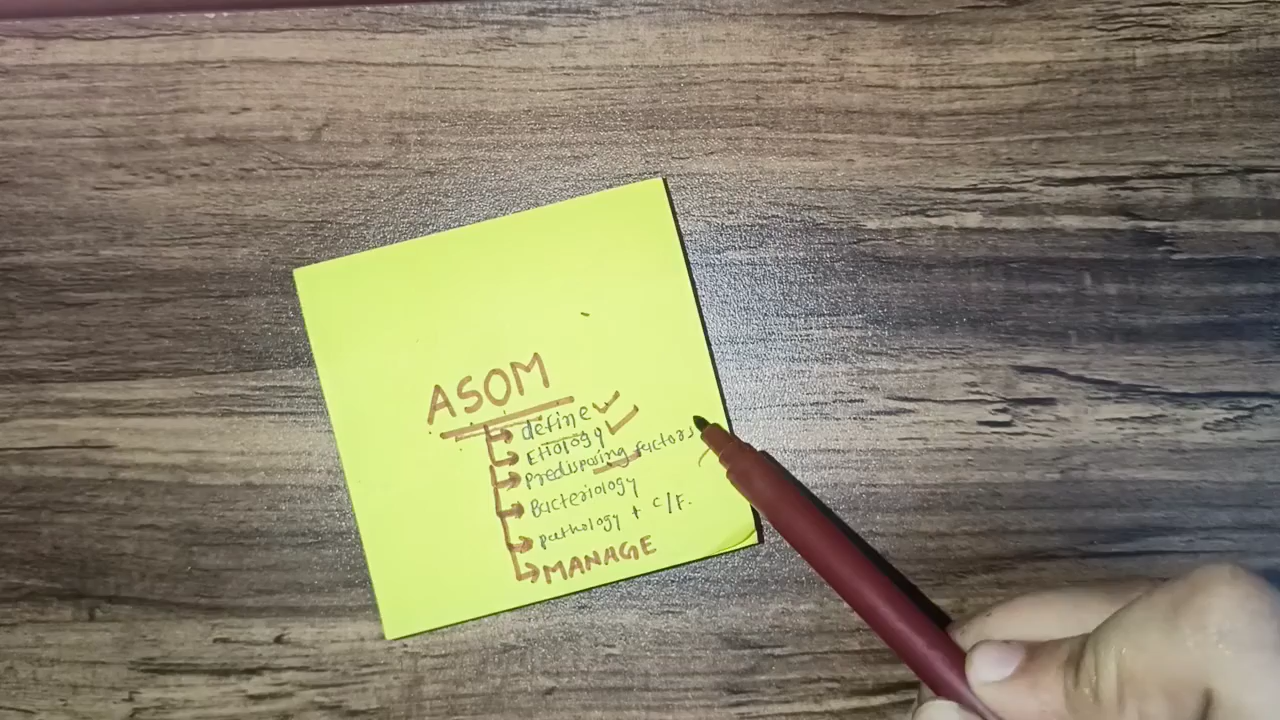 ASOM
define
Etiology
Predisposing factors
Bacteriology
pathology + C/F.
MANAGE